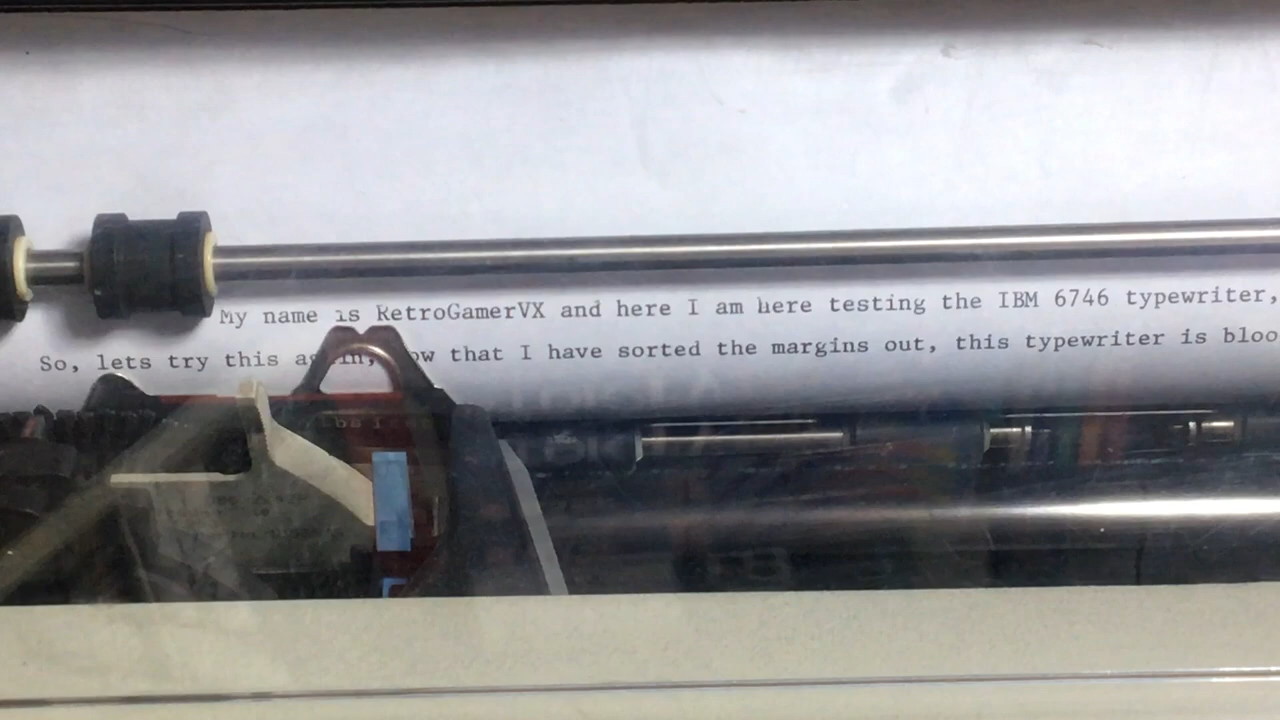 My name is RetroGamerVX and here I am here testing the IBM 6746 typewriter,
So, lets try this that I have sorted the margins out, this typewriter is